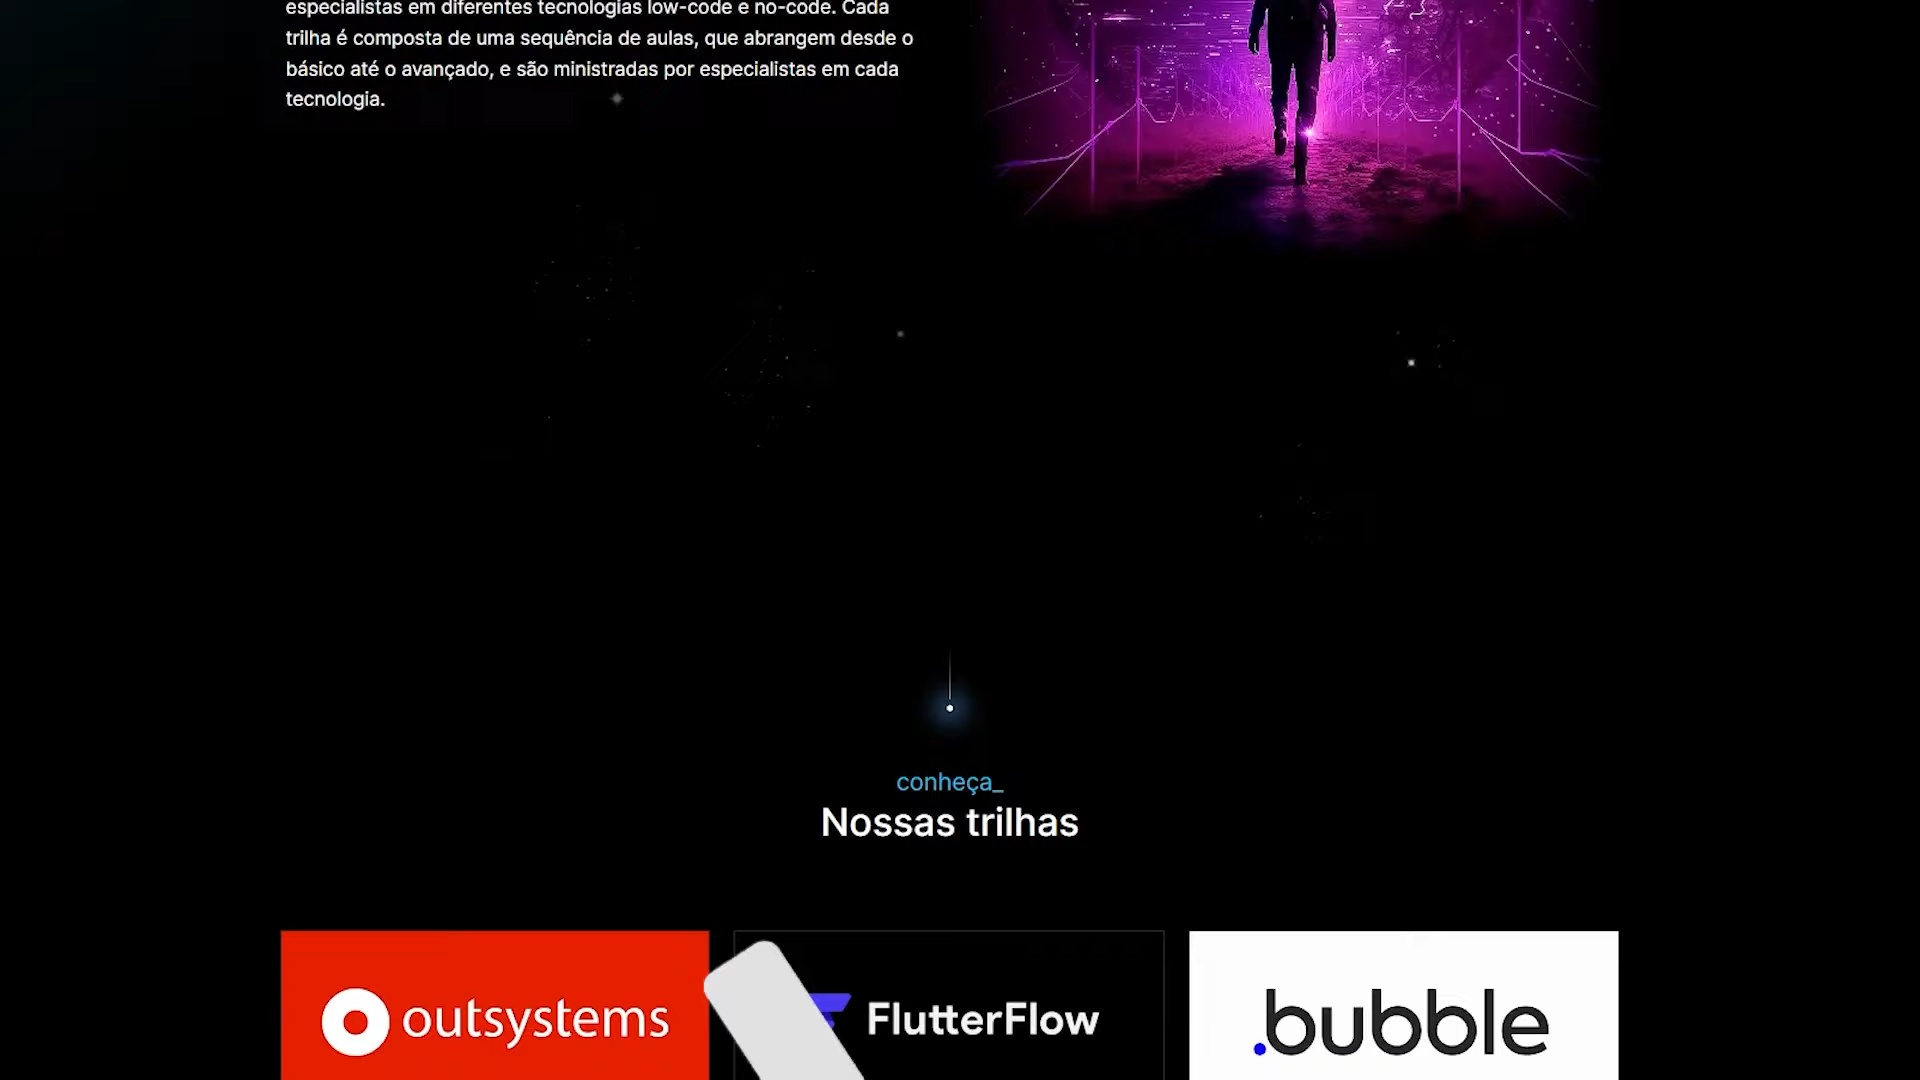 especialistas em diferentes tecnologias low-code e no-code. Cada
trilha é composta de uma sequência de aulas, que abrangem desde o
básico até o avançado, e são ministradas por especialistas em cada
tecnologia.
conheça_
Nossas trilhas
outsystems
FlutterFlow
.bubble